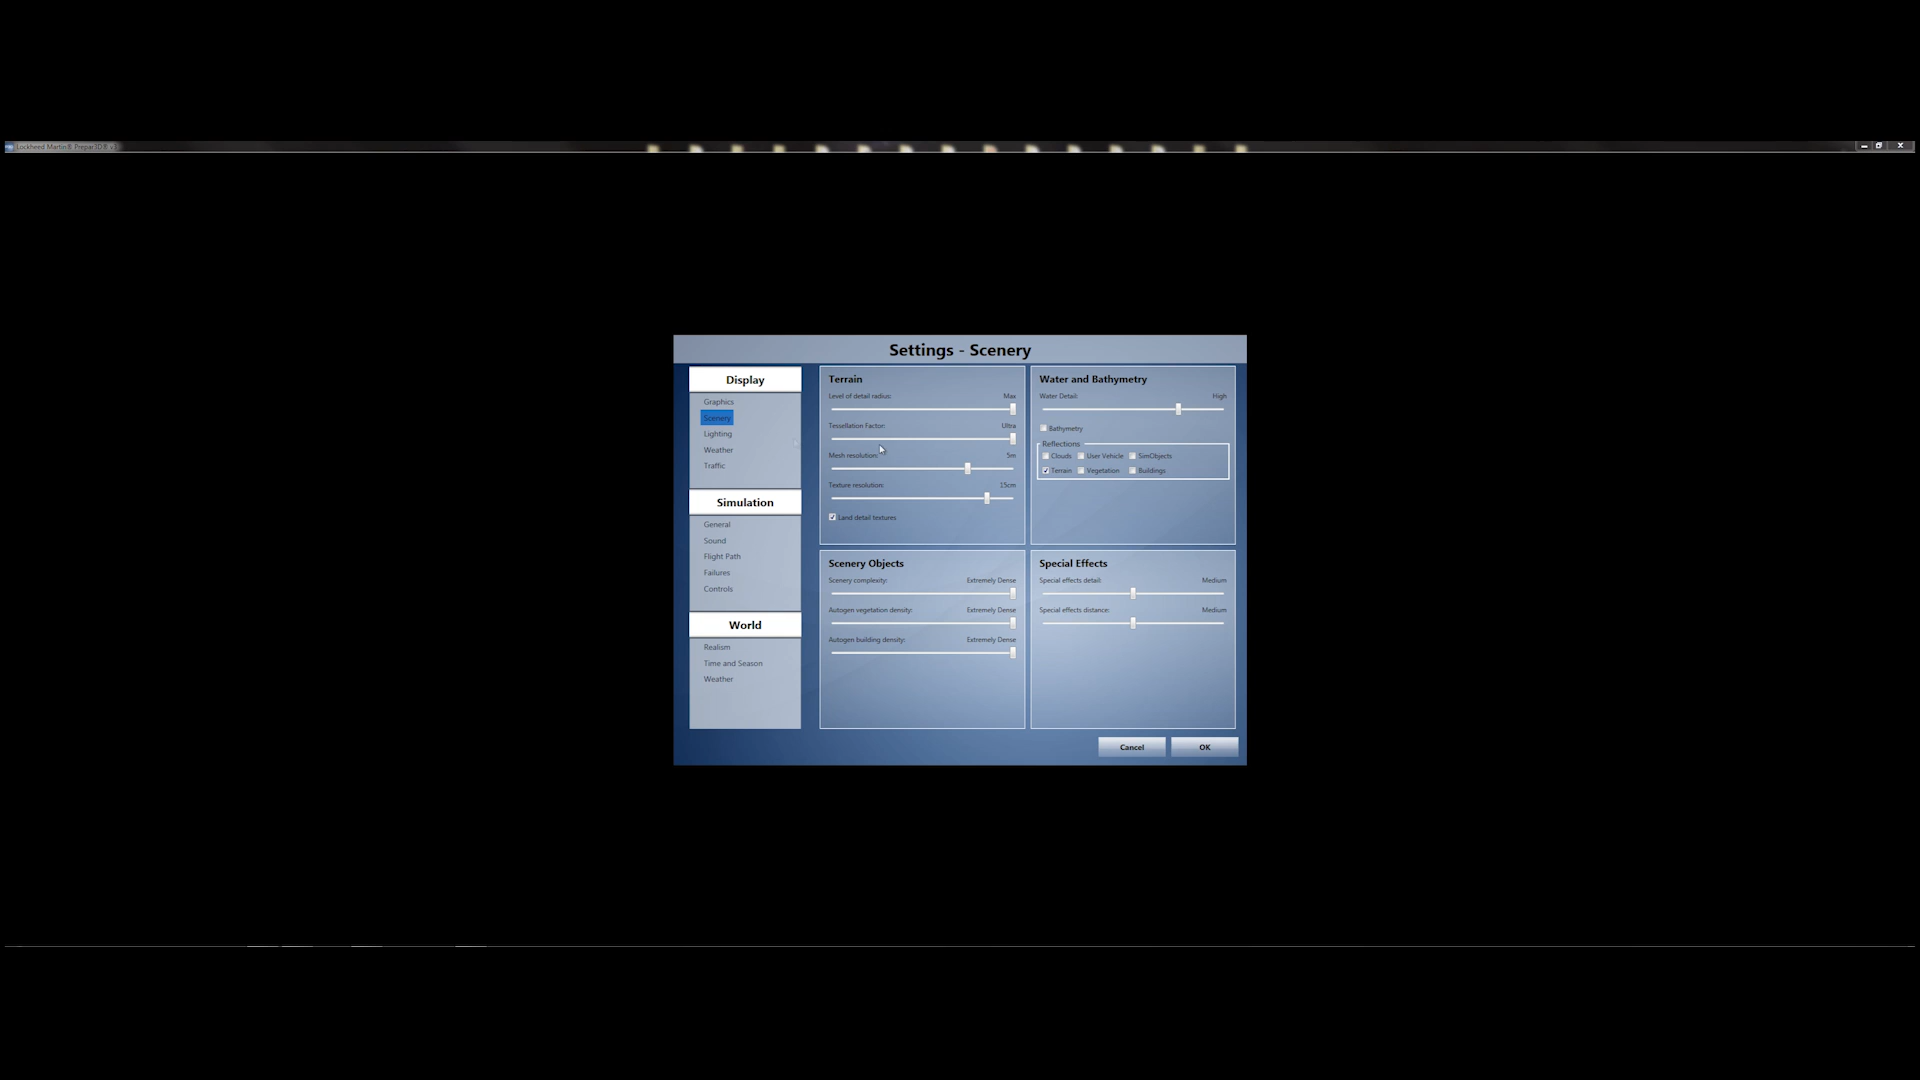 Lockheed Martin® Prepar3D® v3
Settings - Scenery
Display
Graphics
Scenery
Lighting
Weather
Traffic
Simulation
General
Sound
Flight Path
Failures
Controls
World
Realism
Time and Season
Weather
Terrain
Level of detail radius: Max
Tessellation Factor: Ultra
Mesh resolution: 5m
Texture resolution: 15cm
Land detail textures
Water and Bathymetry
Water Detail: High
Bathymetry
Reflections
Clouds User Vehicle SimObjects
Terrain Vegetation Buildings
Scenery Objects
Scenery complexity: Extremely Dense
Autogen vegetation density: Extremely Dense
Autogen building density: Extremely Dense
Special Effects
Special effects detail: Medium
Special effects distance: Medium
Cancel OK